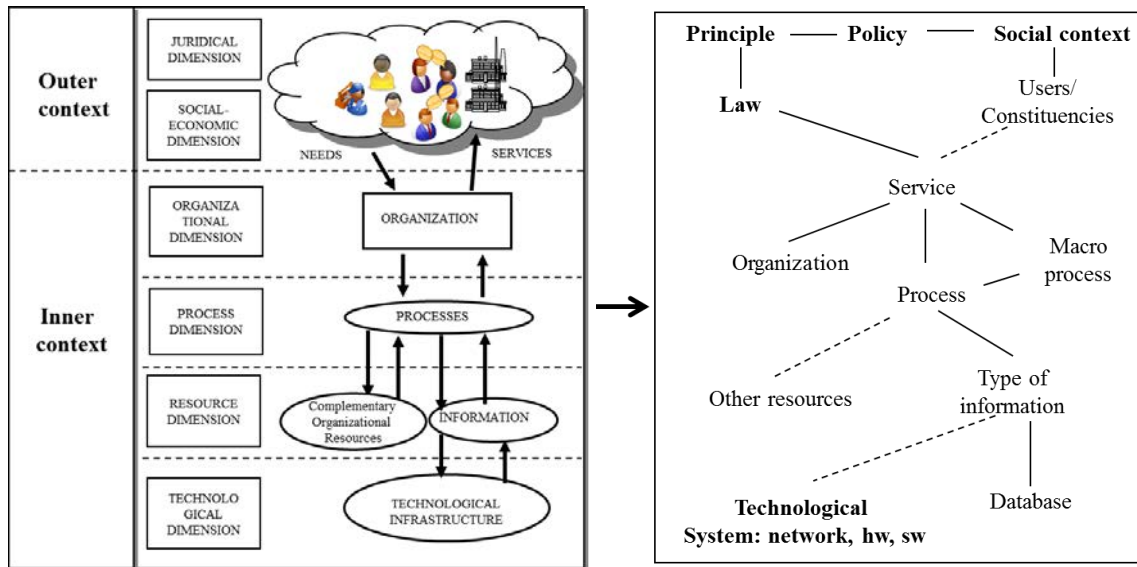 Outer
context
JURIDICAL
DIMENSION
SOCIAL-
ECONOMIC
DIMENSION
NEEDS
SERVICES
Inner
context
ORGANIZA
TIONAL
DIMENSION
ORGANIZATION
PROCESS
DIMENSION
PROCESSES
RESOURCE
DIMENSION
Complementary
Organizational
Resources
INFORMATION
TECHNOLO
GICAL
DIMENSION
TECHNOLOGICAL
INFRASTRUCTURE
Principle
Policy
Social context
Law
Users/
Constituencies
Service
Organization
Macro
process
Process
Other resources
Type of
information
Technological
System: network, hw, sw
Database